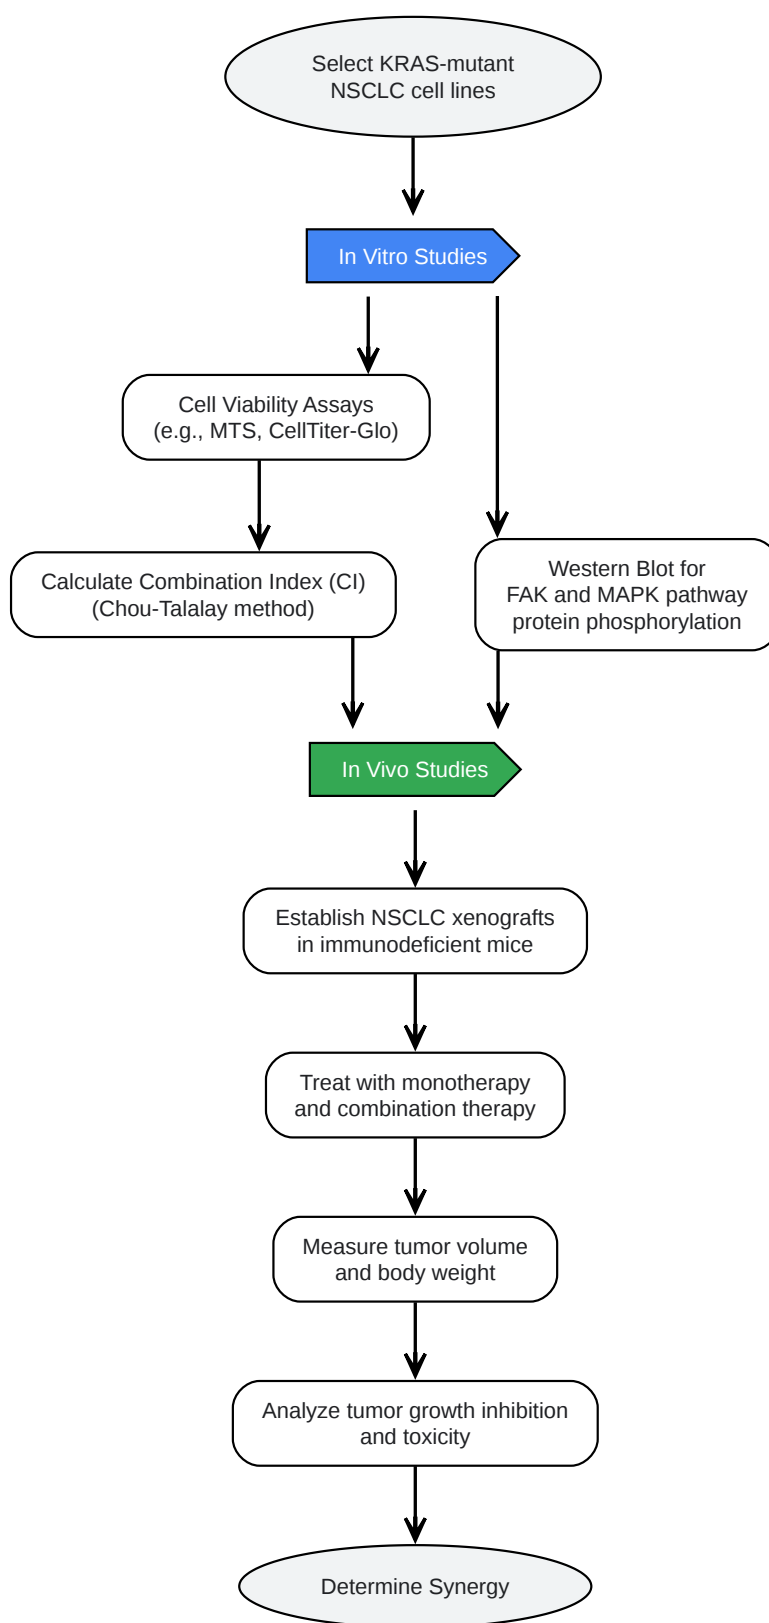 Select KRAS-mutant
NSCLC cell lines
In Vitro Studies
Cell Viability Assays
(e.g., MTS, CellTiter-Glo)
Calculate Combination Index (CI)
(Chou-Talalay method)
Western Blot for
FAK and MAPK pathway
protein phosphorylation
In Vivo Studies
Establish NSCLC xenografts
in immunodeficient mice
Treat with monotherapy
and combination therapy
Measure tumor volume
and body weight
Analyze tumor growth inhibition
and toxicity
Determine Synergy